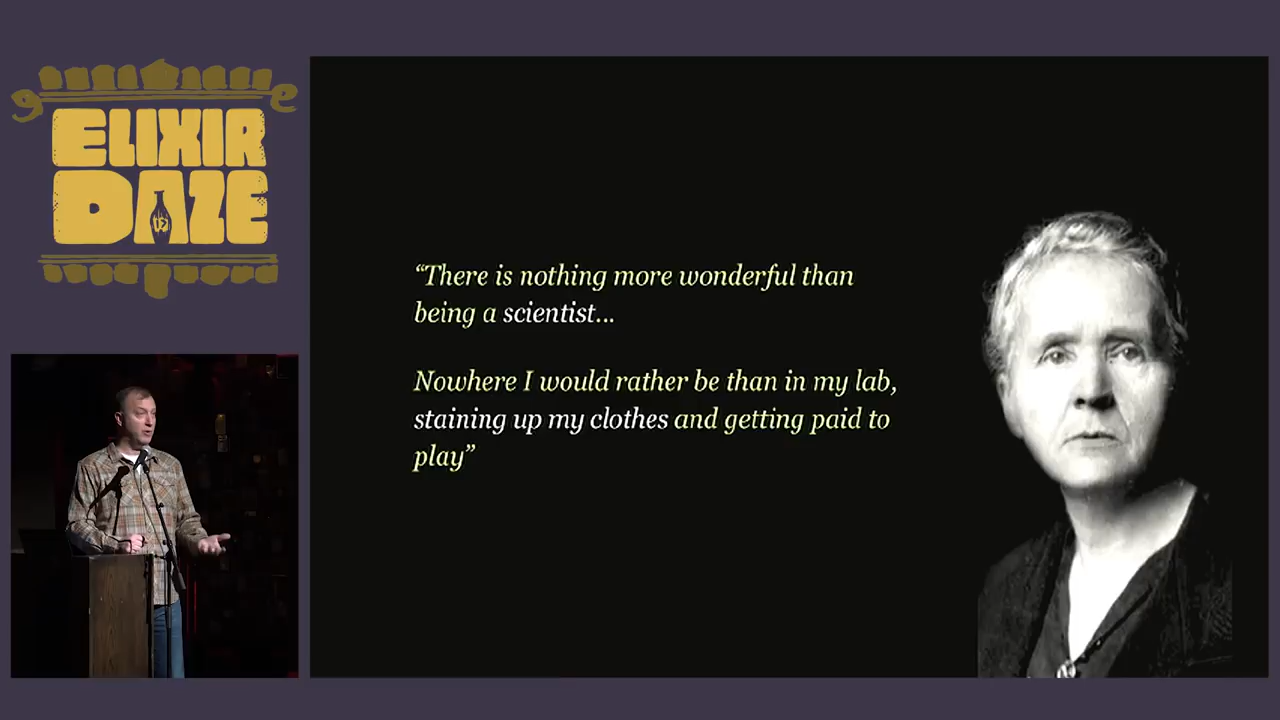 ELIXIR
DAZE
“There is nothing more wonderful than
being a scientist...
Nowhere I would rather be than in my lab,
staining up my clothes and getting paid to
play”